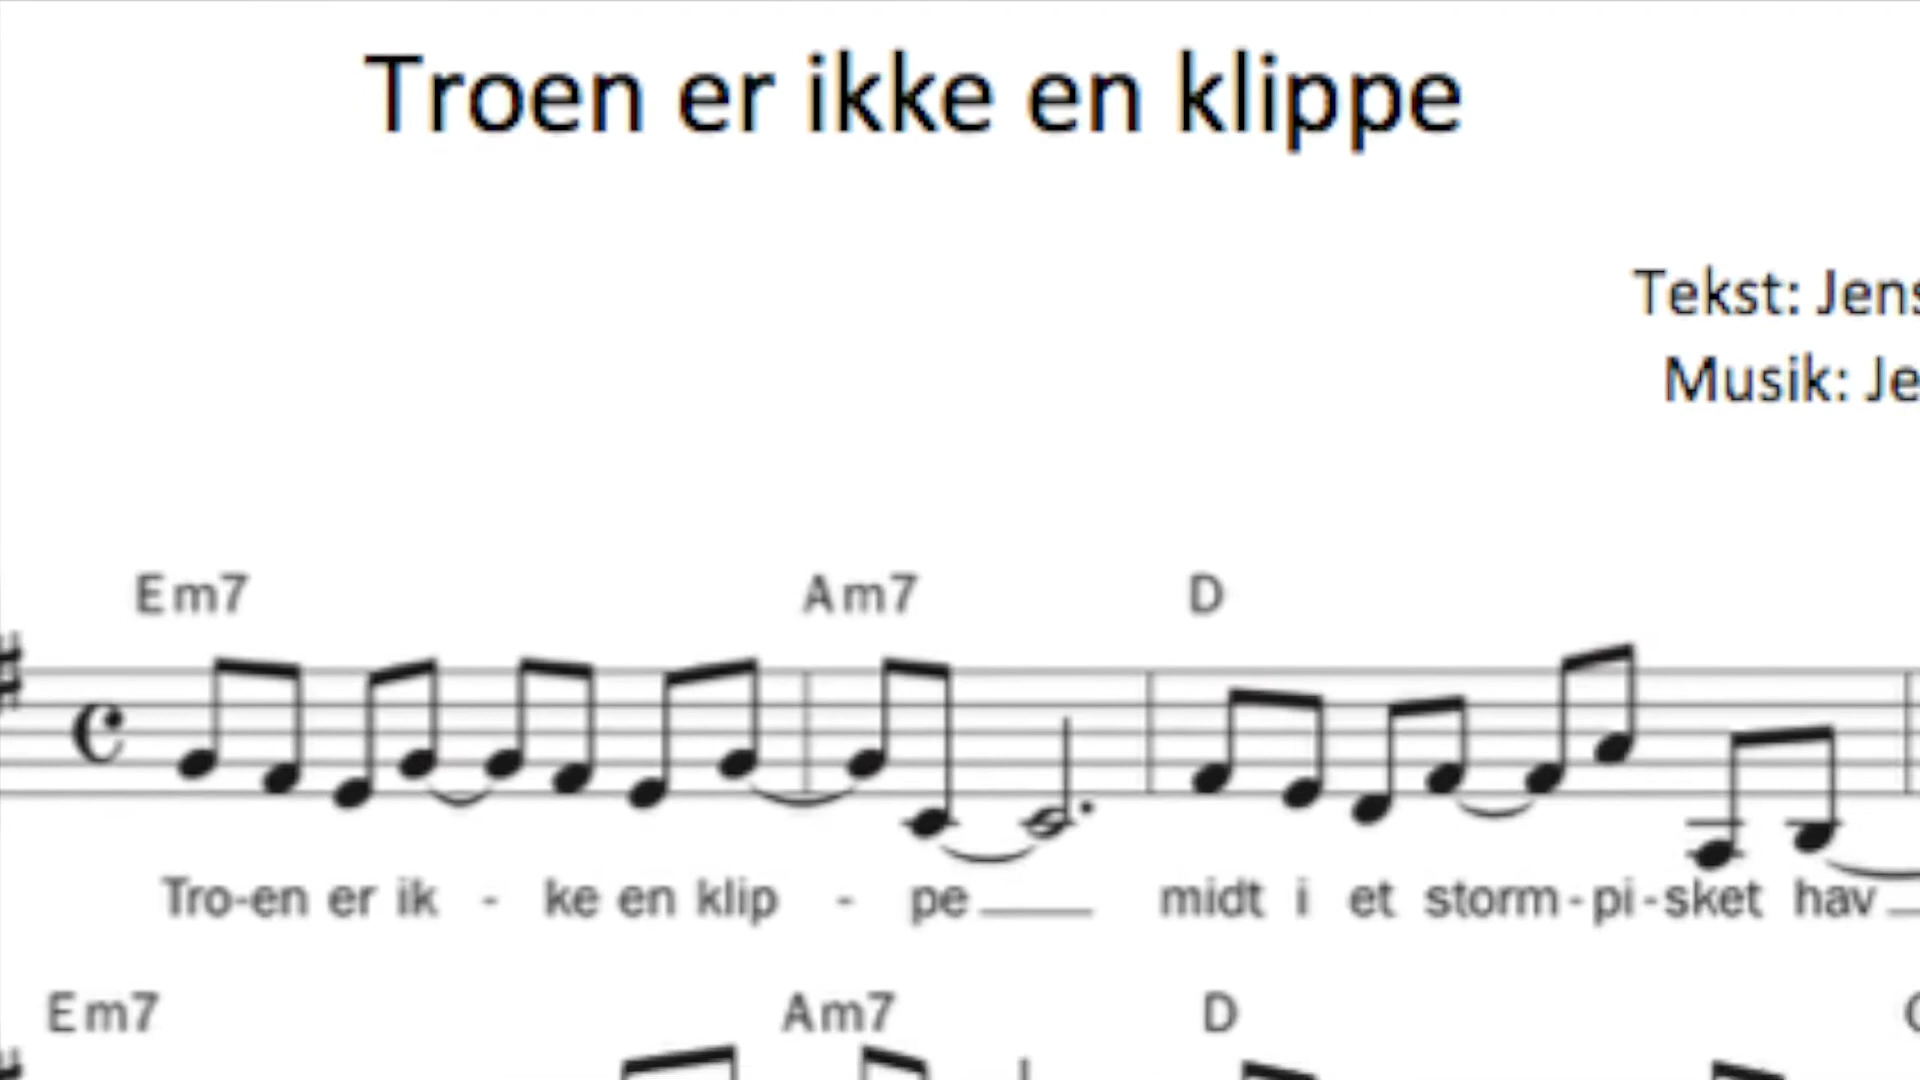 Troen er ikke en klippe
Tekst: Jens
Musik: Je
Em7 Am7 D
Tro-en er ik - ke en klip - pe midt i et storm-pi-sket hav
Em7 Am7 D